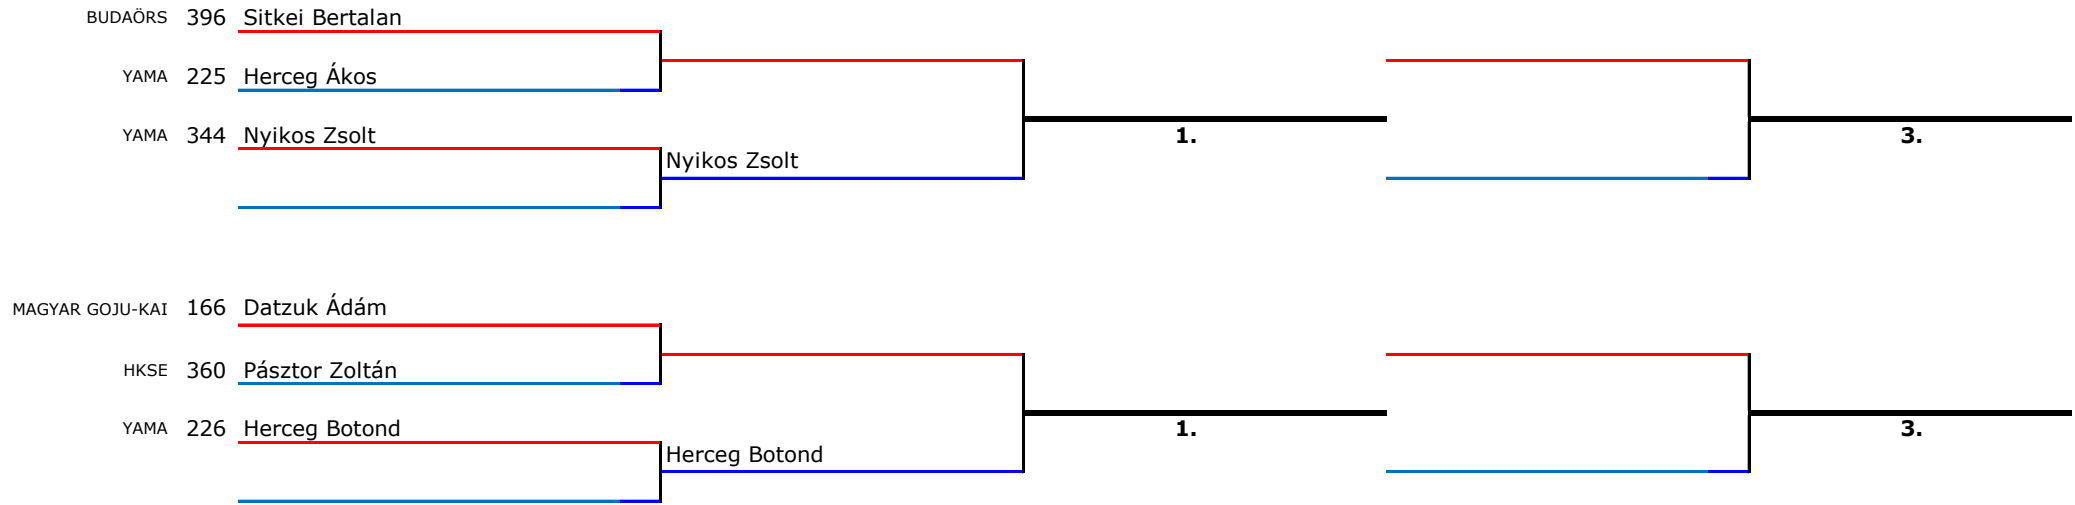 BUDAÖRS 396 Sitkei Bertalan
YAMA 225 Herceg Ákos
YAMA 344 Nyikos Zsolt
1.
3.
Nyikos Zsolt
MAGYAR GOJU-KAI 166 Datzuk Ádám
HKSE 360 Pásztor Zoltán
YAMA 226 Herceg Botond
1.
3.
Herceg Botond